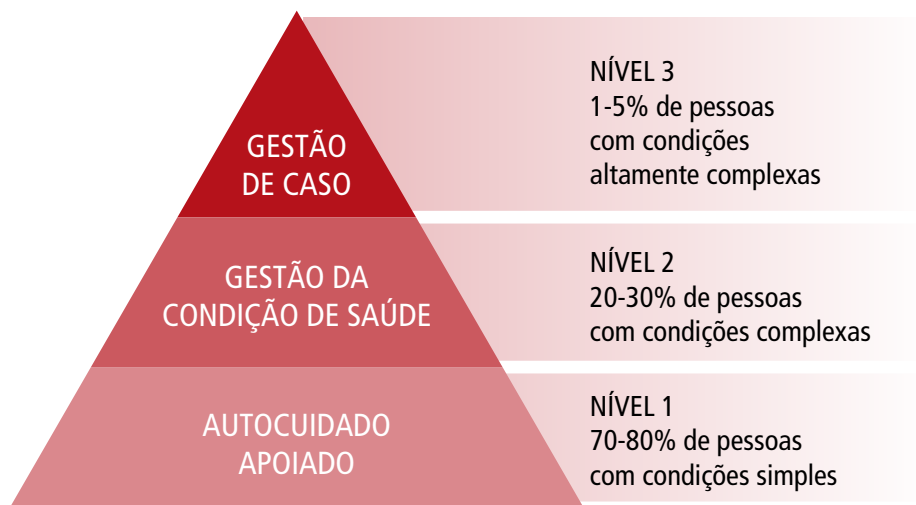 GESTÃO
DE CASO
NÍVEL 3
1-5% de pessoas
com condições
altamente complexas
GESTÃO DA
CONDIÇÃO DE SAÚDE
NÍVEL 2
20-30% de pessoas
com condições complexas
AUTOCUIDADO
APOIADO
NÍVEL 1
70-80% de pessoas
com condições simples